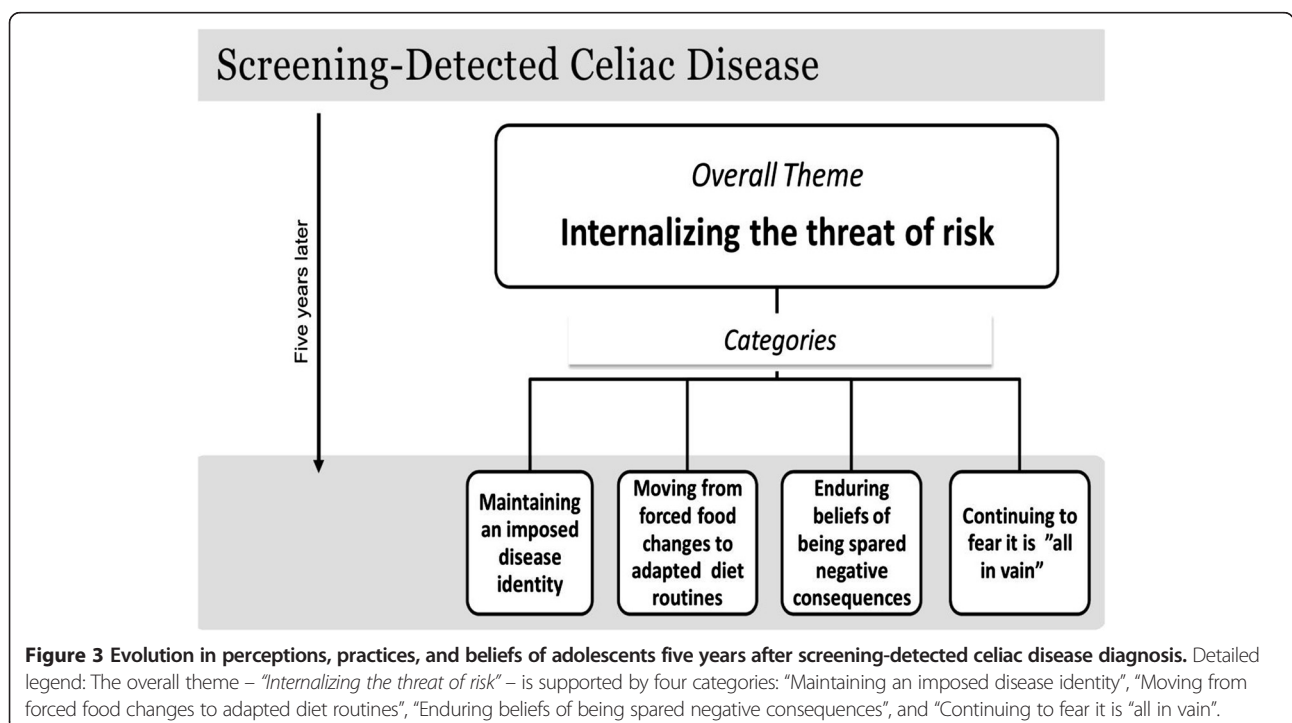 Screening-Detected Celiac Disease
Five years later
Overall Theme
Internalizing the threat of risk
Categories
Maintaining
an imposed
disease
identity
Moving from
forced food
changes to
adapted diet
routines
Enduring
beliefs of
being spared
negative
consequences
Continuing to
fear it is ”all
in vain”
Figure 3 Evolution in perceptions, practices, and beliefs of adolescents five years after screening-detected celiac disease diagnosis. Detailed
legend: The overall theme – “Internalizing the threat of risk” – is supported by four categories: “Maintaining an imposed disease identity”, “Moving from
forced food changes to adapted diet routines”, “Enduring beliefs of being spared negative consequences”, and “Continuing to fear it is “all in vain”.